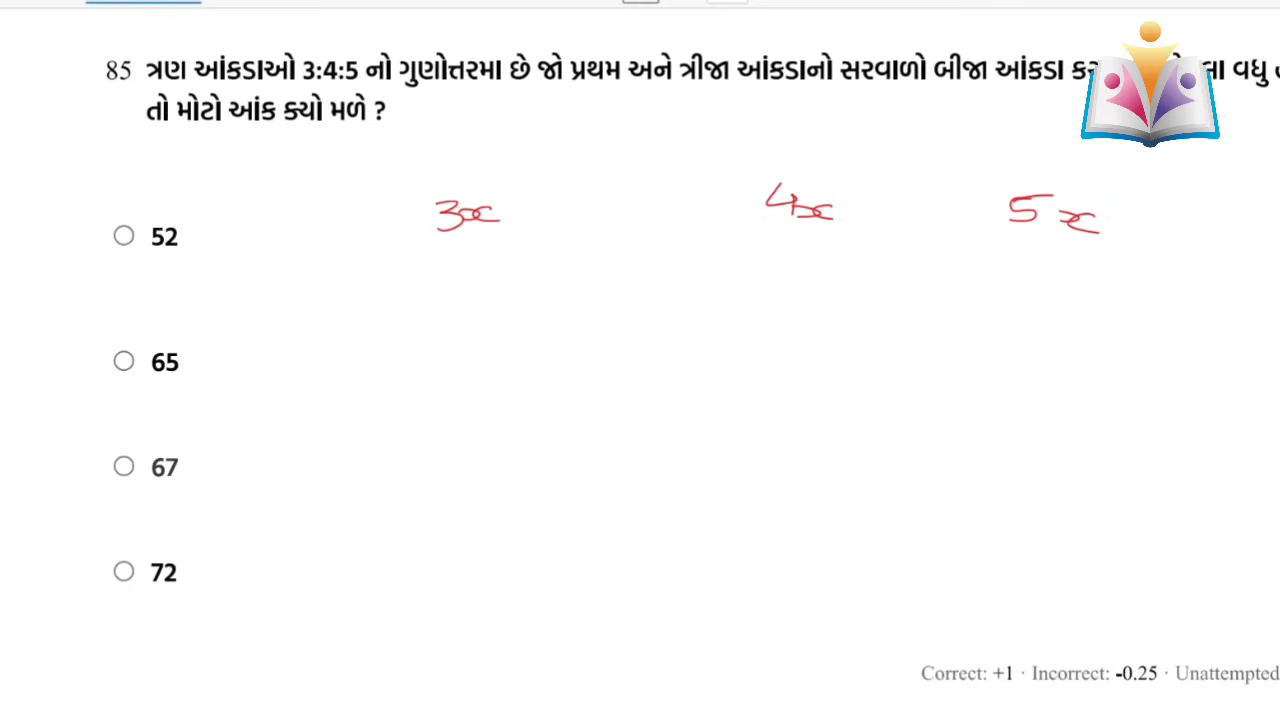 85 ત્રણ આંકડાઓ 3:4:5 નો ગુણોત્તરમા છે જો પ્રથમ અને ત્રીજા આંકડાનો સરવાળો બીજા આંકડા વધુ
તો મોટો આંક ક્યો મળે ?
3x 4x 5x
52
65
67
72
Correct: +1 · Incorrect: -0.25 · Unattempted